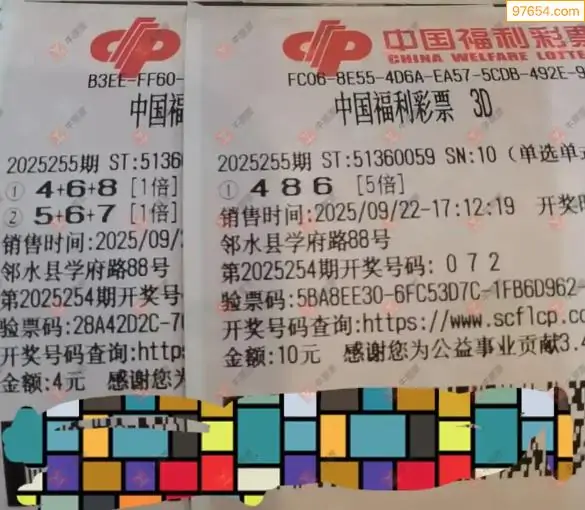 97654.com
B3EE-FF60-
中国福
2025255期 ST:51360
① 4+6+8 [1倍]
② 5+6+7 [1倍]
销售时间:2025/09/
邻水县学府路88号
第2025254期开奖号
验票码:28A42D2C-7
开奖号码查询:http
金额:4元 感谢您为
中国福利彩票
CHINA WELFARE LOTTE
FC06-8E55-4D6A-EA57-5CDB-492E-9
中国福利彩票 3D
2025255期 ST:51360059 SN:10 (单选单式
① 4 8 6 [5倍]
销售时间:2025/09/22-17:12:19 开奖时
邻水县学府路88号
第2025254期开奖号码: 0 7 2
验票码:5BA8EE30-6FC53D7C-1FB6D962-
开奖号码查询:https://www.scflcp.c
金额:10元 感谢您为公益事业贡献3.4